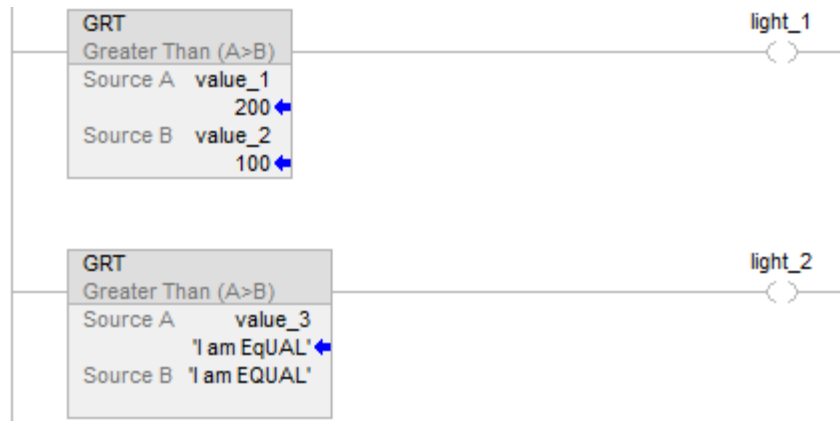 GRT
light_1
Greater Than (A>B)
Source A value_1
200
Source B value_2
100
GRT
light_2
Greater Than (A>B)
Source A value_3
'I am EqUAL'
Source B 'I am EQUAL'